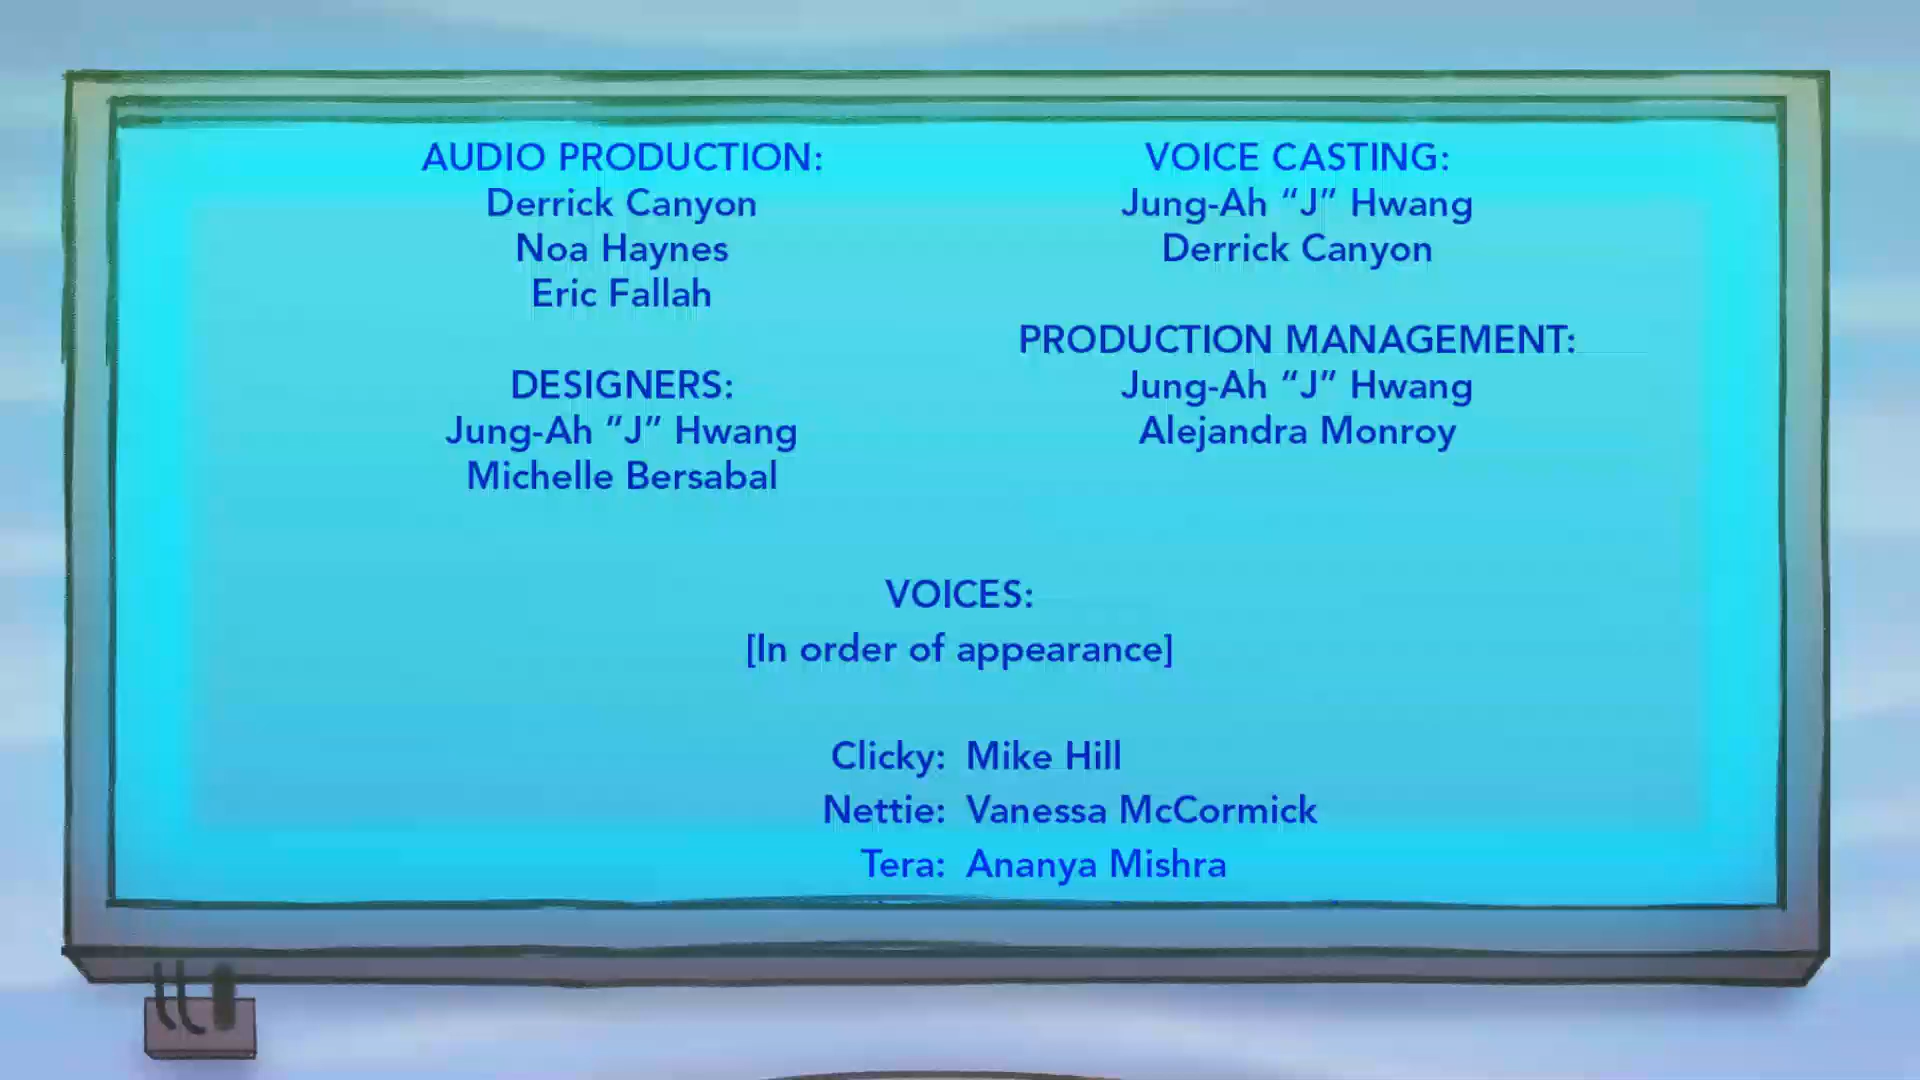 AUDIO PRODUCTION:
Derrick Canyon
Noa Haynes
Eric Fallah
DESIGNERS:
Jung-Ah ”J” Hwang
Michelle Bersabal
VOICE CASTING:
Jung-Ah “J” Hwang
Derrick Canyon
PRODUCTION MANAGEMENT:
Jung-Ah “J” Hwang
Alejandra Monroy
VOICES:
[In order of appearance]
Clicky: Mike Hill
Nettie: Vanessa McCormick
Tera: Ananya Mishra